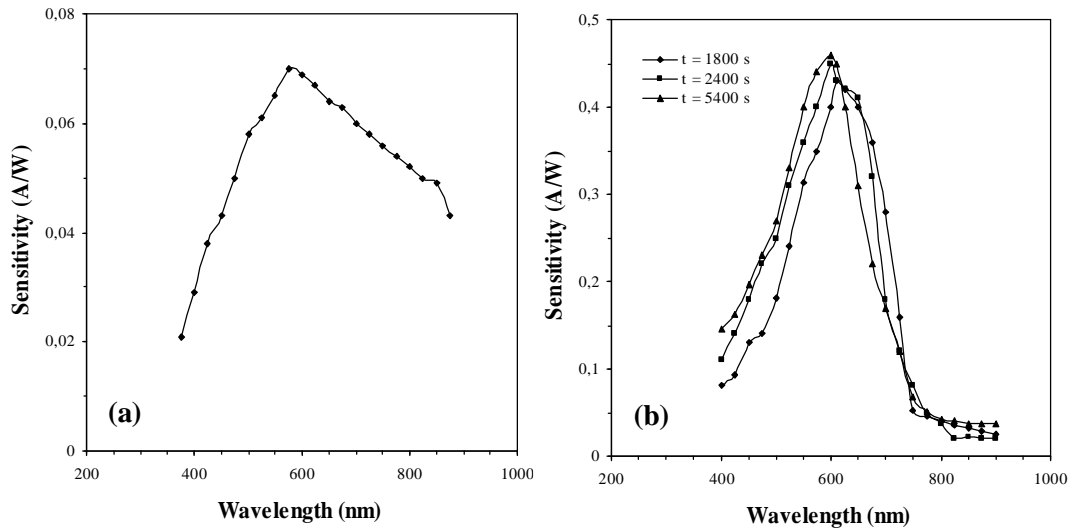 0,08
0,06
0,04
0,02
0
Sensitivity (A/W)
(a)
200 400 600 800 1000
Wavelength (nm)
0,5
0,4
0,3
0,2
0,1
0
Sensitivity (A/W)
t = 1800 s
t = 2400 s
t = 5400 s
(b)
200 400 600 800 1000
Wavelength (nm)